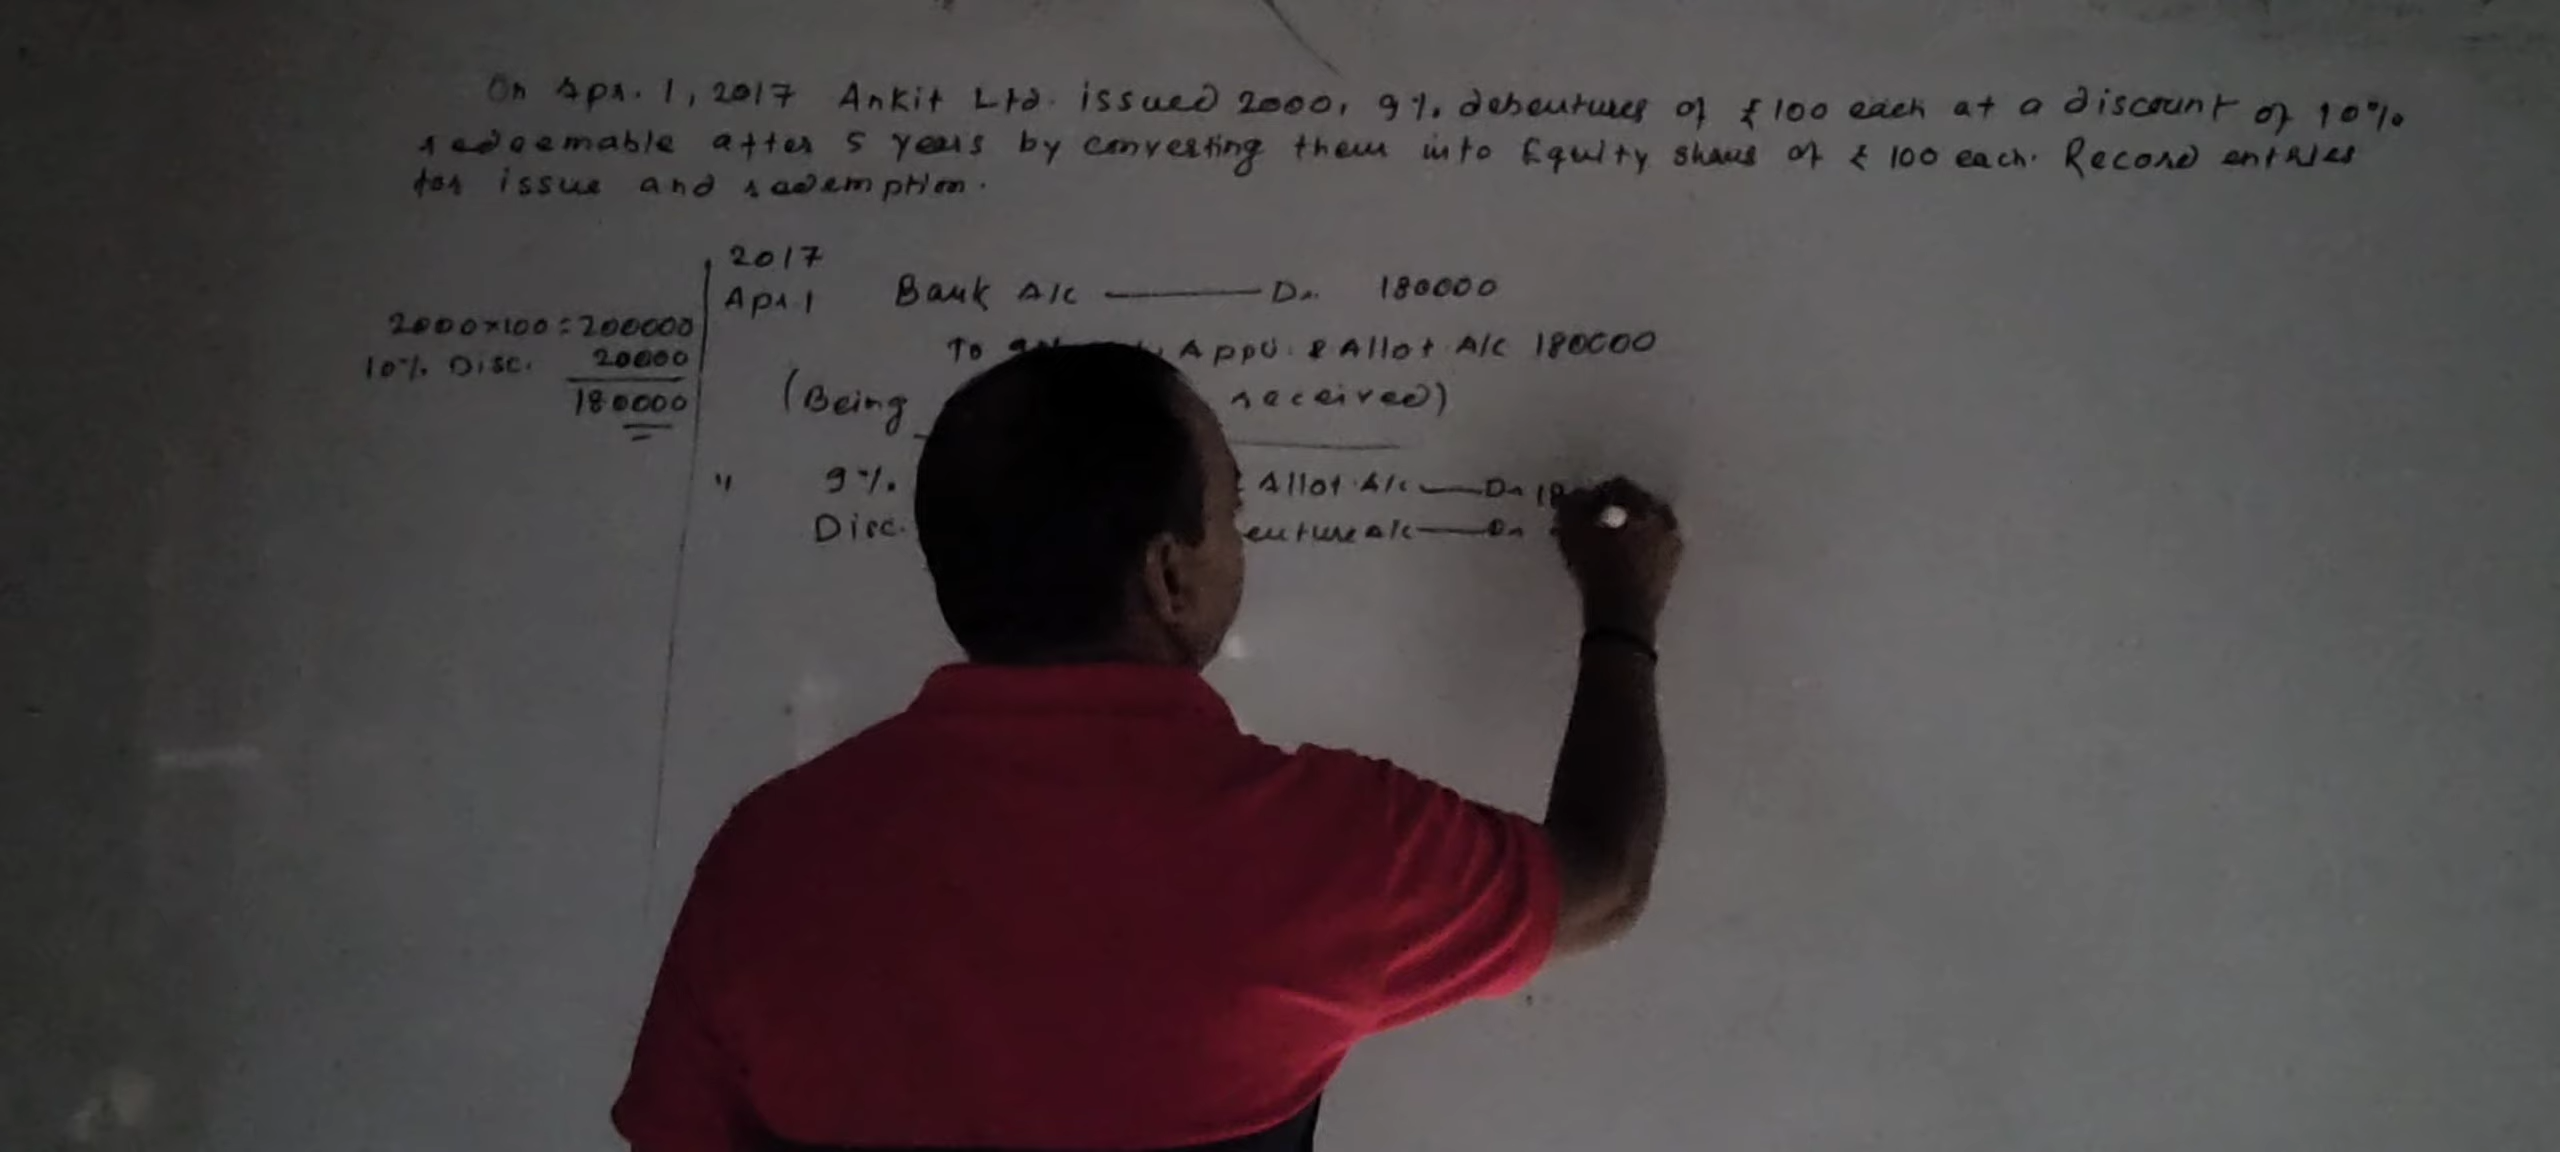 On Apr. 1, 2017 Ankit Ltd. issued 2000, 9% debentures of ₹100 each at a discount of 10%
redeemable after 5 years by converting them into Equity shares of ₹ 100 each. Record entries
for issue and redemption.
2017
Apr. 1 Bank A/c Dr. 180000
2000×100=200000
To Appli. & Allot. A/c 180000
10% Disc. 20000
180000
(Being received)
" 9% Allot. A/c Dr
Disc. A/c Dr